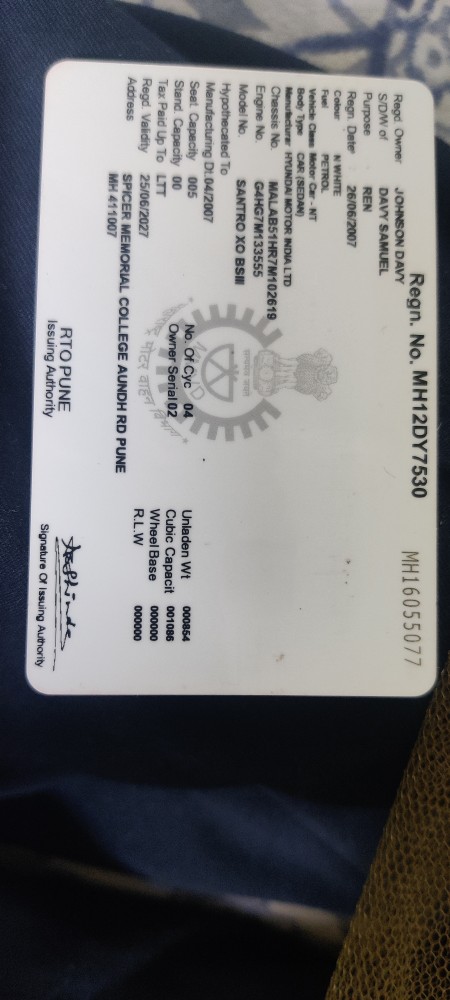 MH16055077
Regn. No. MH12DY7530
Regd. Owner JOHNSON DAVY
S/D/W of DAVY SAMUEL
Purpose REN
Regn Date 26/06/2007
Colour N WHITE
Fuel PETROL
Vehicle Class Motor Car - NT
Body Type CAR (SEDAN)
Manufacturer HYUNDAI MOTOR INDIA LTD
Chassis No. MALAB51HR7M102619
Engine No. G4HG7M133555
Model No. SANTRO XO BSIII
Hypothecated To
Manufacturing Dt 04/2007
Seat. Capacity 005 No. Of Cyc 04 Unladen Wt 000854
Stand. Capacity 00 Owner Serial 02 Cubic Capacit 001086
Tax Paid Up To LTT Wheel Base 000000
Regd. Validity 25/06/2027 R.L.W 000000
Address SPICER MEMORIAL COLLEGE AUNDH RD PUNE
MH 411007
RTO PUNE
Issuing Authority
Signature Of Issuing Authority